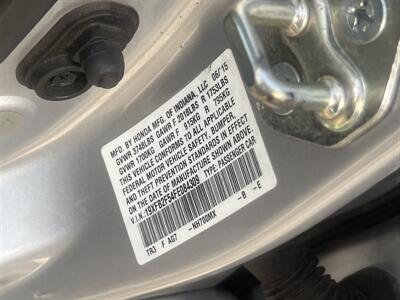 MFD. BY HONDA MFG. OF INDIANA, LLC. 06/15
GVWR 3748LBS GAWR F 2018LBS R 1753LBS
GVWR 1700KG GAWR F 915KG R 795KG
THIS VEHICLE CONFORMS TO ALL APPLICABLE
FEDERAL MOTOR VEHICLE SAFETY, BUMPER,
AND THEFT PREVENTION STANDARDS IN EFFECT
ON THE DATE OF MANUFACTURE SHOWN ABOVE.
V.I.N.: 19XFB2F54FE084309 TYPE: PASSENGER CAR
TR3 F AG7 -NH700MX -B -E